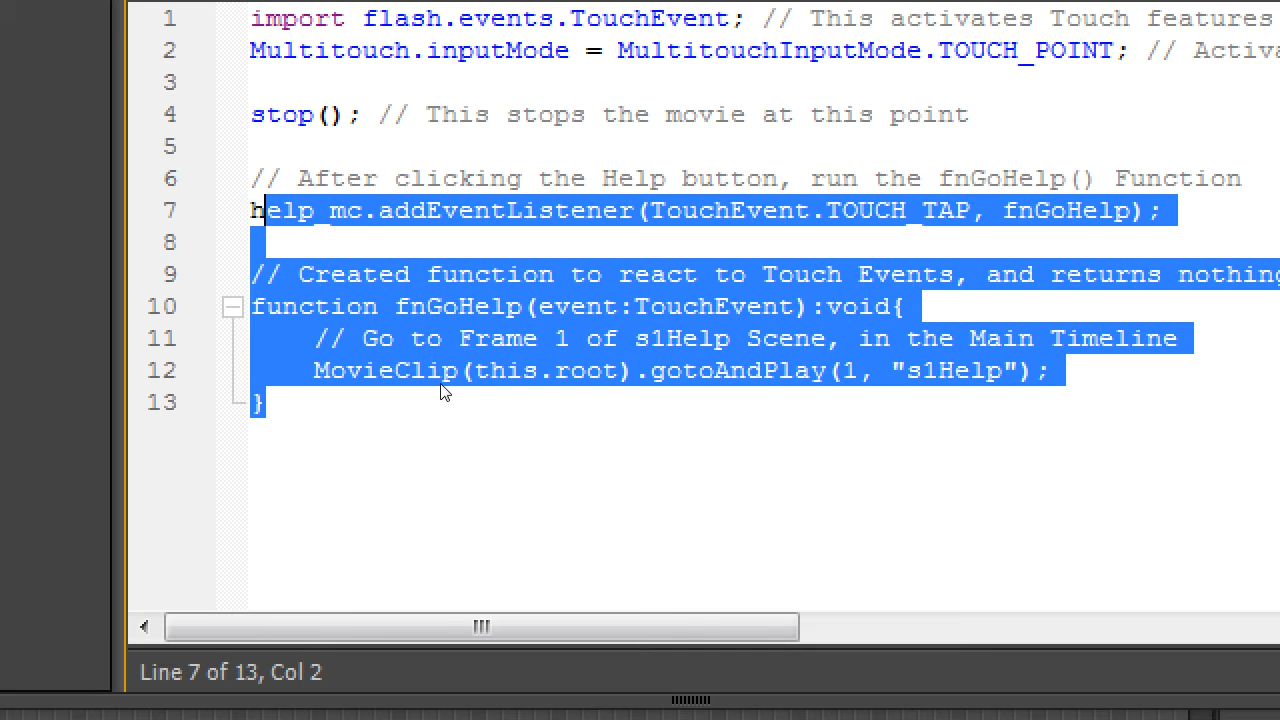 1 import flash.events.TouchEvent; // This activates Touch features
2 Multitouch.inputMode = MultitouchInputMode.TOUCH_POINT; // Activa
3
4 stop(); // This stops the movie at this point
5
6 // After clicking the Help button, run the fnGoHelp() Function
7 help_mc.addEventListener(TouchEvent.TOUCH_TAP, fnGoHelp);
8
9 // Created function to react to Touch Events, and returns nothing
10 function fnGoHelp(event:TouchEvent):void{
11 // Go to Frame 1 of s1Help Scene, in the Main Timeline
12 MovieClip(this.root).gotoAndPlay(1, "s1Help");
13 }
Line 7 of 13, Col 2